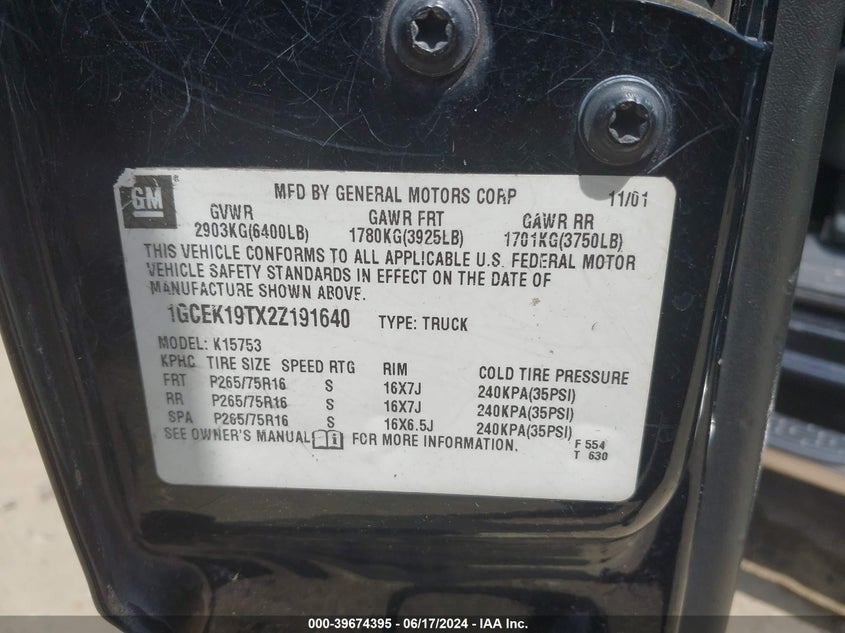 GM
MFD BY GENERAL MOTORS CORP 11/01
GVWR GAWR FRT GAWR RR
2903KG(6400LB) 1780KG(3925LB) 1701KG(3750LB)
THIS VEHICLE CONFORMS TO ALL APPLICABLE U.S. FEDERAL MOTOR
VEHICLE SAFETY STANDARDS IN EFFECT ON THE DATE OF
MANUFACTURE SHOWN ABOVE.
1GCEK19TX2Z191640 TYPE: TRUCK
MODEL: K15753
KPHC TIRE SIZE SPEED RTG RIM COLD TIRE PRESSURE
FRT P265/75R16 S 16X7J 240KPA(35PSI)
RR P265/75R16 S 16X7J 240KPA(35PSI)
SPA P265/75R16 S 16X6.5J 240KPA(35PSI)
SEE OWNER'S MANUAL FOR MORE INFORMATION.
F 554
T 630
000-39674395 - 06/17/2024 - IAA Inc.